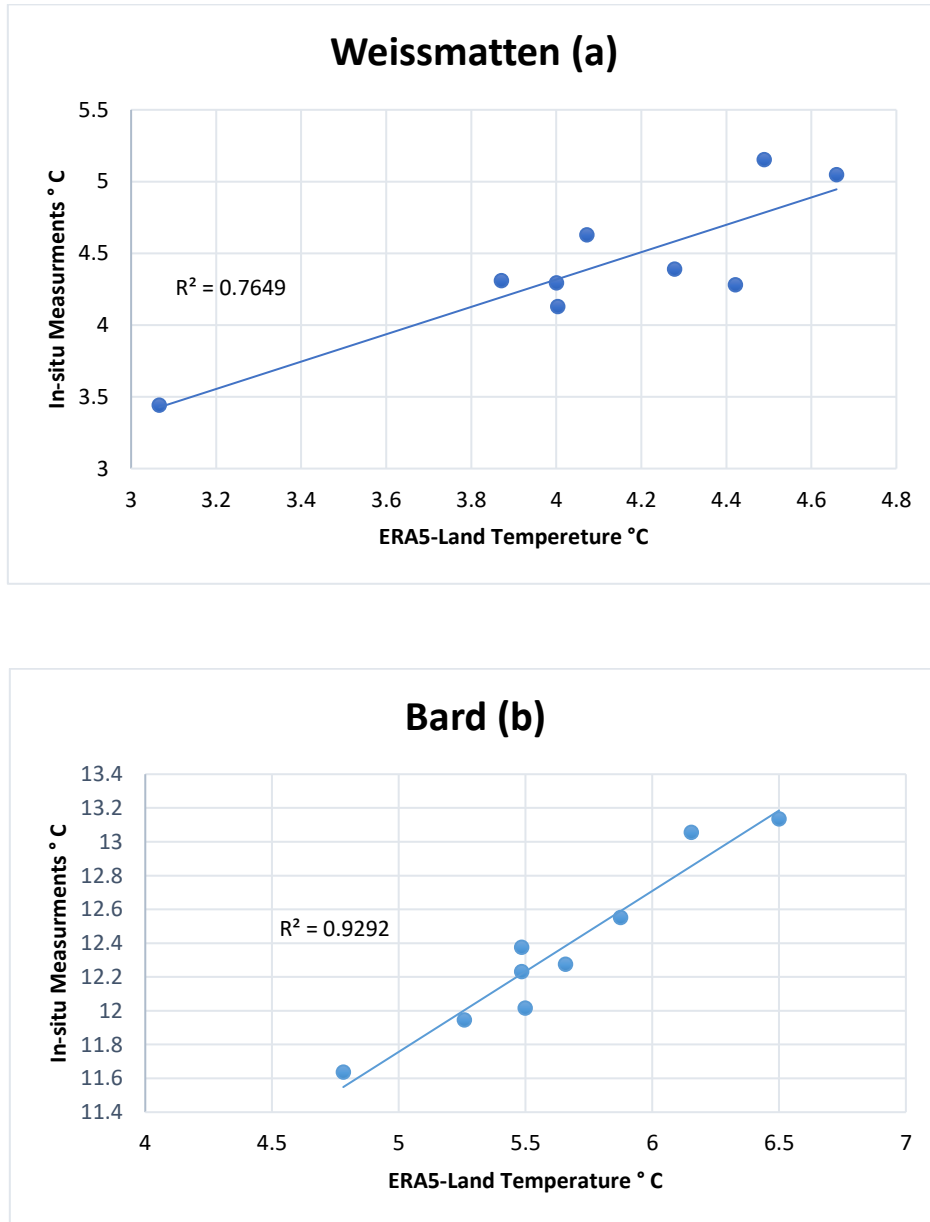 Weissmatten (a)
5.5
5
4.5
4
3.5
3
In-situ Measurments ° C
R² = 0.7649
3 3.2 3.4 3.6 3.8 4 4.2 4.4 4.6 4.8
ERA5-Land Tempereture °C
Bard (b)
13.4
13.2
13
12.8
12.6
12.4
12.2
12
11.8
11.6
11.4
In-situ Measurments ° C
R² = 0.9292
4 4.5 5 5.5 6 6.5 7
ERA5-Land Temperature ° C